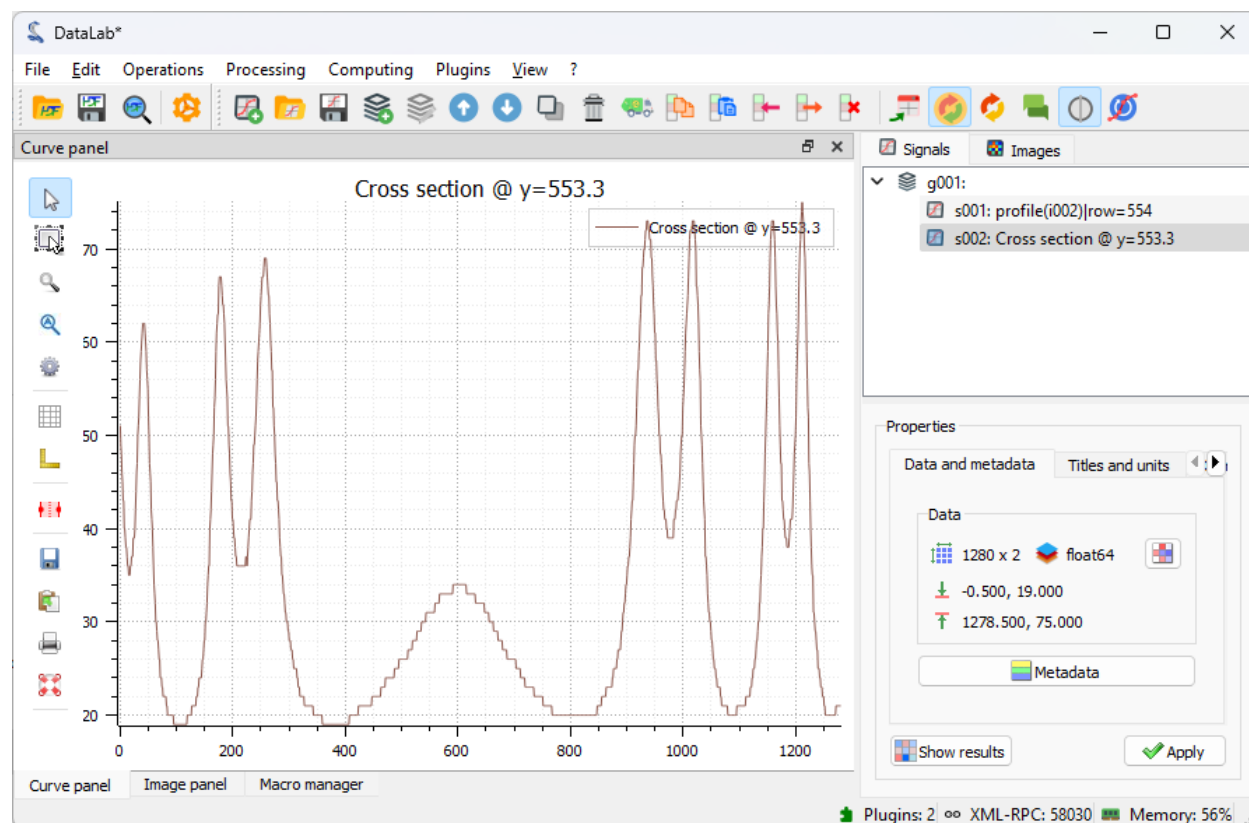 DataLab*
File Edit Operations Processing Computing Plugins View ?
Curve panel
Signals Images
Cross section @ y=553.3
Cross section @ y=553.3
70
60
50
40
30
20
0 200 400 600 800 1000 1200
Curve panel Image panel Macro manager
g001:
s001: profile(i002)|row=554
s002: Cross section @ y=553.3
Properties
Data and metadata Titles and units
Data
1280 x 2 float64
-0.500, 19.000
1278.500, 75.000
Metadata
Show results Apply
Plugins: 2 XML-RPC: 58030 Memory: 56%